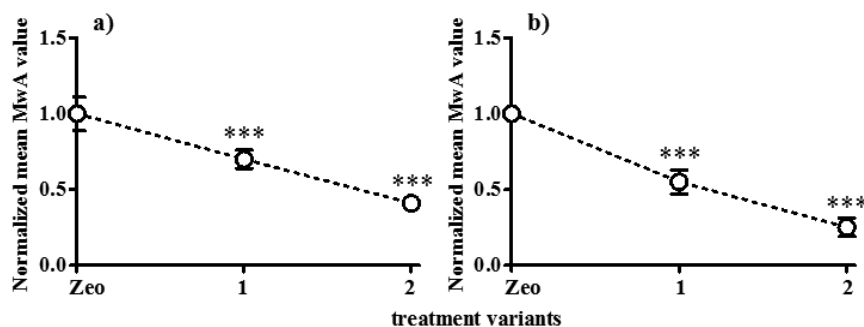 a)
Normalized mean MwA value
1.5
1.0
0.5
0.0
***
***
Zeo 1 2
b)
Normalized mean MwA value
1.5
1.0
0.5
0.0
***
***
Zeo 1 2
treatment variants